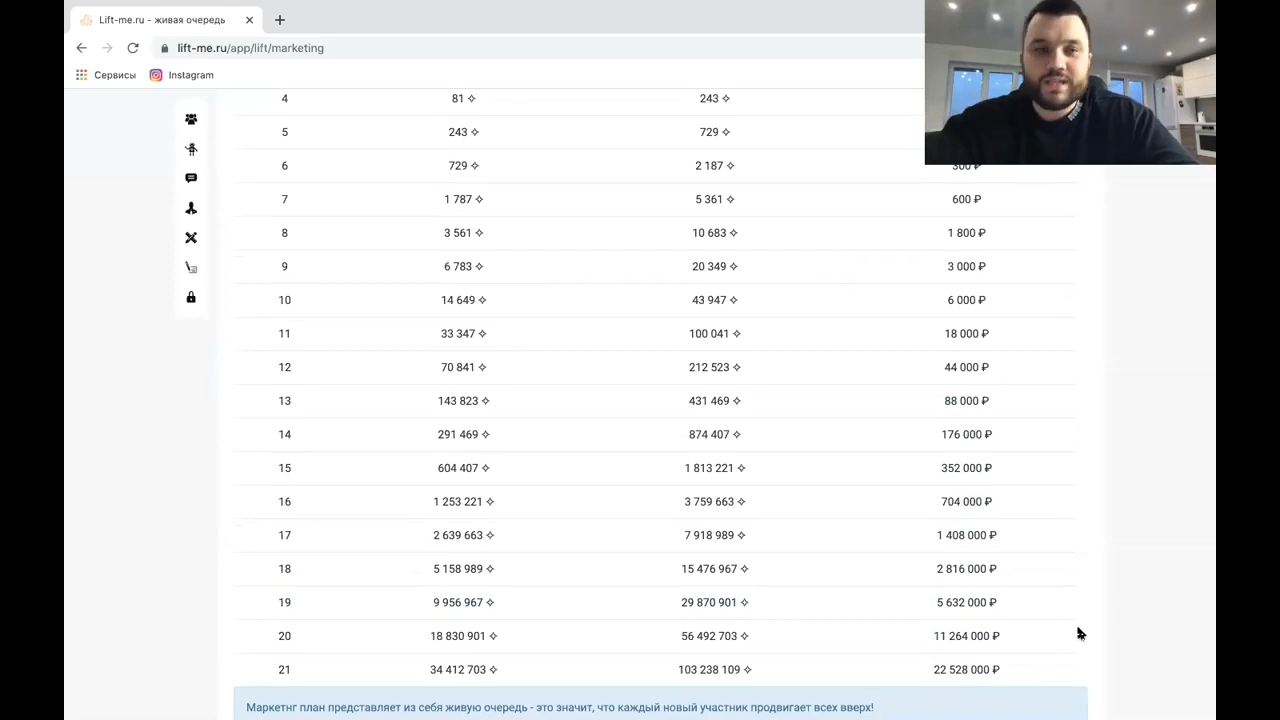 Lift-me.ru - живая очередь
lift-me.ru/app/lift/marketing
Сервисы Instagram
4 81 ✧ 243 ✧
5 243 ✧ 729 ✧
6 729 ✧ 2 187 ✧ 300 ₽
7 1 787 ✧ 5 361 ✧ 600 ₽
8 3 561 ✧ 10 683 ✧ 1 800 ₽
9 6 783 ✧ 20 349 ✧ 3 000 ₽
10 14 649 ✧ 43 947 ✧ 6 000 ₽
11 33 347 ✧ 100 041 ✧ 18 000 ₽
12 70 841 ✧ 212 523 ✧ 44 000 ₽
13 143 823 ✧ 431 469 ✧ 88 000 ₽
14 291 469 ✧ 874 407 ✧ 176 000 ₽
15 604 407 ✧ 1 813 221 ✧ 352 000 ₽
16 1 253 221 ✧ 3 759 663 ✧ 704 000 ₽
17 2 639 663 ✧ 7 918 989 ✧ 1 408 000 ₽
18 5 158 989 ✧ 15 476 967 ✧ 2 816 000 ₽
19 9 956 967 ✧ 29 870 901 ✧ 5 632 000 ₽
20 18 830 901 ✧ 56 492 703 ✧ 11 264 000 ₽
21 34 412 703 ✧ 103 238 109 ✧ 22 528 000 ₽
Маркетнг план представляет из себя живую очередь - это значит, что каждый новый участник продвигает всех вверх!